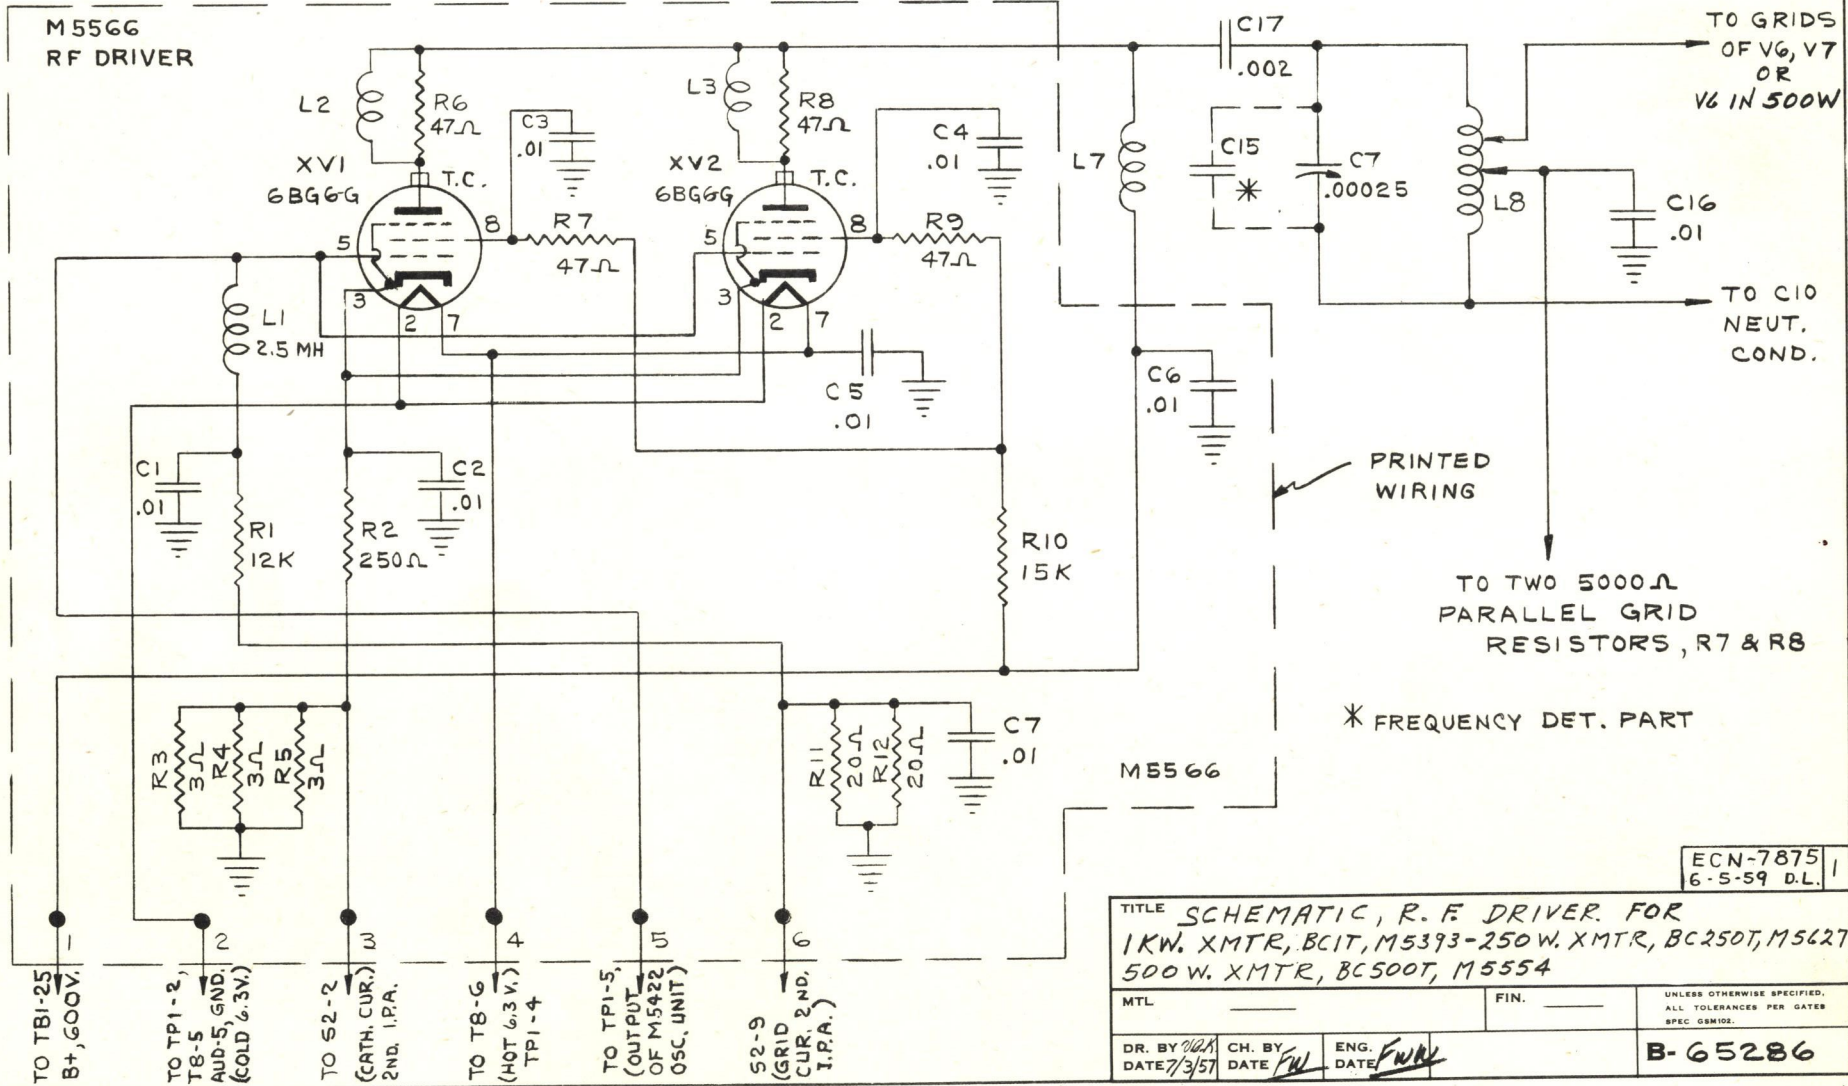 M5566
RF DRIVER
L2
R6
47Ω
C3
.01
L3
R8
47Ω
C4
.01
C17
.002
TO GRIDS
OF V6, V7
OR
V6 IN 500W
XV1
6BG6-G
T.C.
5
8
3
2
7
R7
47Ω
XV2
6BG6G
T.C.
5
8
3
2
7
R9
47Ω
L7
C15
*
C7
.00025
L8
C16
.01
TO C10
NEUT.
COND.
L1
2.5 MH
C5
.01
C6
.01
PRINTED
WIRING
C1
.01
C2
.01
R1
12K
R2
250Ω
R10
15K
TO TWO 5000Ω
PARALLEL GRID
RESISTORS, R7 & R8
* FREQUENCY DET. PART
R3
3Ω
R4
3Ω
R5
3Ω
R11
20Ω
R12
20Ω
C7
.01
M5566
1
2
3
4
5
6
TO TB1-25
B+, 600V.
TO TP1-2,
T8-5
AUD-5, GND.
(COLD 6.3V.)
TO S2-2
(CATH. CUR.)
2ND. I.P.A.
TO T8-6
(HOT 6.3V.)
TP1-4
TO TP1-5,
(OUTPUT
OF M5422
OSC. UNIT)
S2-9
(GRID
CUR. 2ND.
I.P.A.)
ECN-7875
6-5-59 D.L.
1
TITLE SCHEMATIC, R.F. DRIVER FOR
1KW. XMTR, BC1T, M5393-250W. XMTR, BC250T, M5627
500 W. XMTR, BC500T, M5554
MTL
FIN.
UNLESS OTHERWISE SPECIFIED,
ALL TOLERANCES PER GATES
SPEC GSM102.
DR. BY
DATE 7/3/57
CH. BY
DATE FW
ENG.
DATE
B-65286